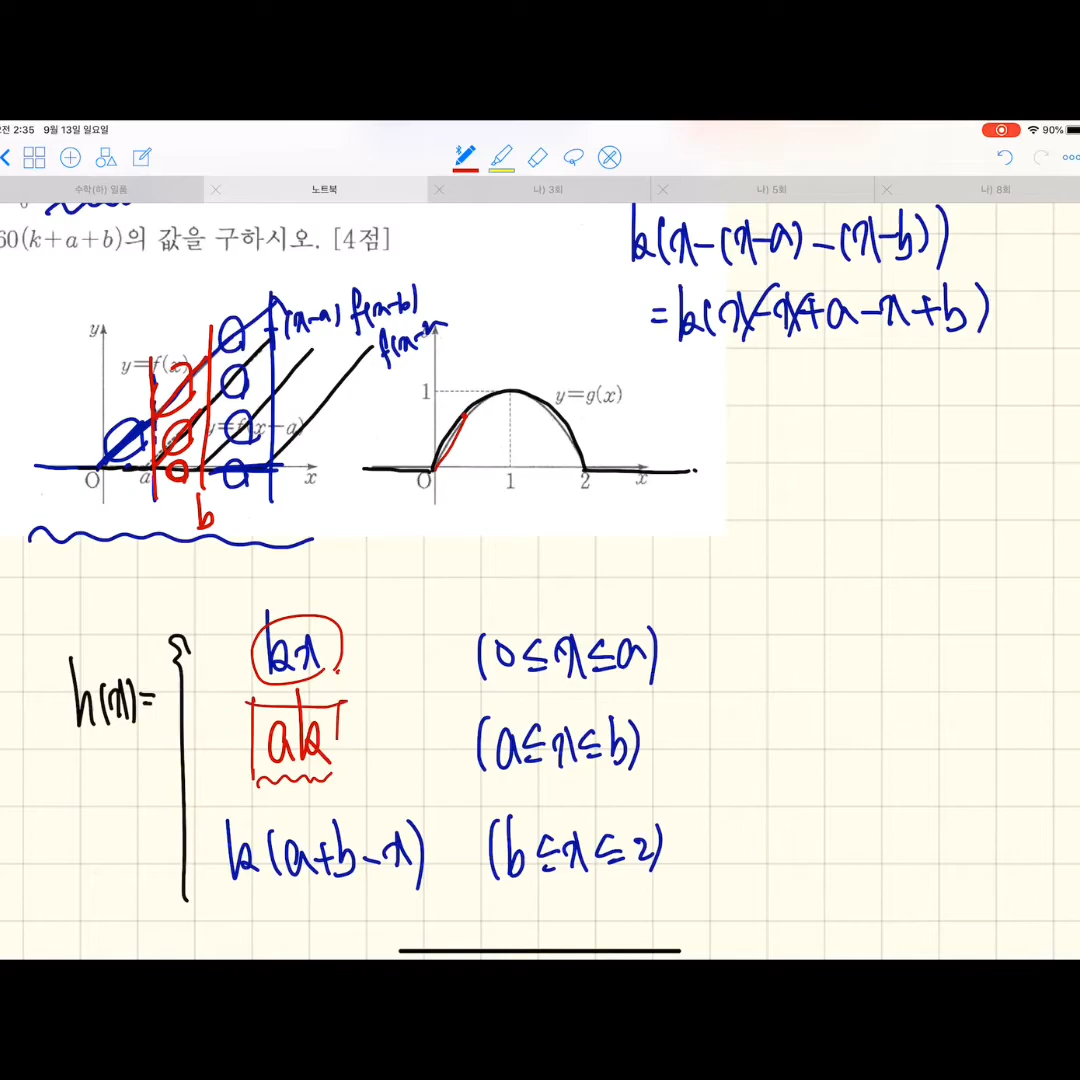 2:35 9월 13일 일요일
90%
수학(하) 일품
노트북
나) 3회
나) 5회
나) 8회
60(k+a+b)의 값을 구하시오. [4점]
k(x-(x-a)-(x-b))
=k(x-x+a-x+b)
y
y=f(x)
(x-a) f(x-b)
y=f(x-a)
O
a
x
b
1
y=g(x)
O
1
2
x
h(x)=
kx (0≤x≤a)
ak (a≤x≤b)
k(a+b-x) (b≤x≤2)